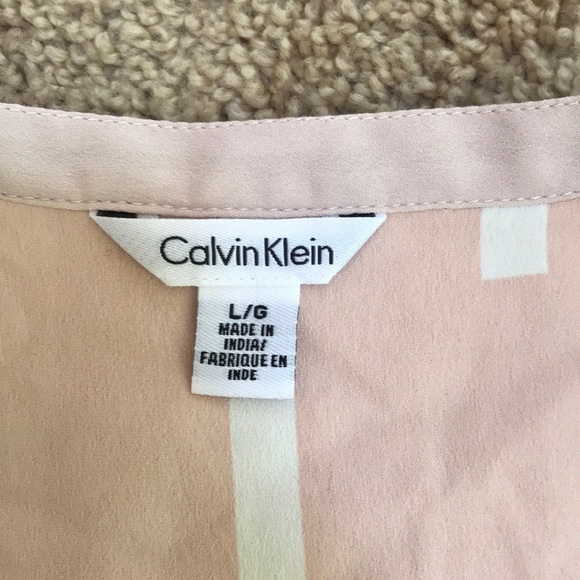 Calvin Klein
L/G
MADE IN
INDIA/
FABRIQUE EN
INDE